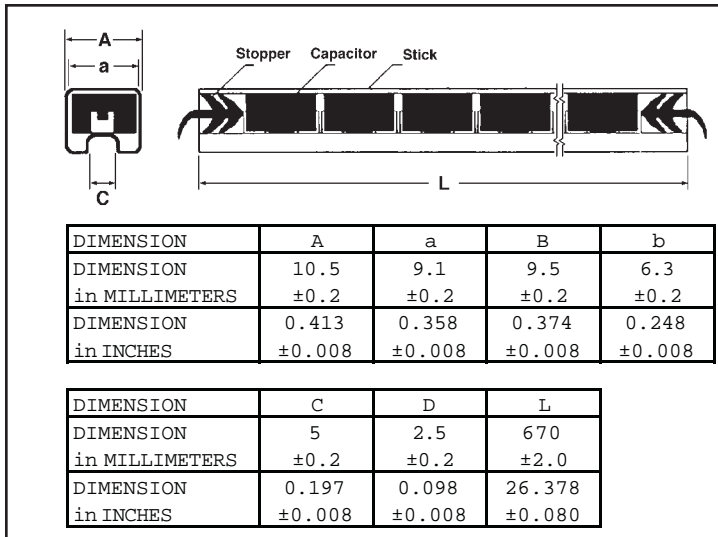 A
a
Stopper Capacitor Stick
C
L
DIMENSION A a B b
DIMENSION 10.5 9.1 9.5 6.3
in MILLIMETERS ±0.2 ±0.2 ±0.2 ±0.2
DIMENSION 0.413 0.358 0.374 0.248
in INCHES ±0.008 ±0.008 ±0.008 ±0.008
DIMENSION C D L
DIMENSION 5 2.5 670
in MILLIMETERS ±0.2 ±0.2 ±2.0
DIMENSION 0.197 0.098 26.378
in INCHES ±0.008 ±0.008 ±0.080